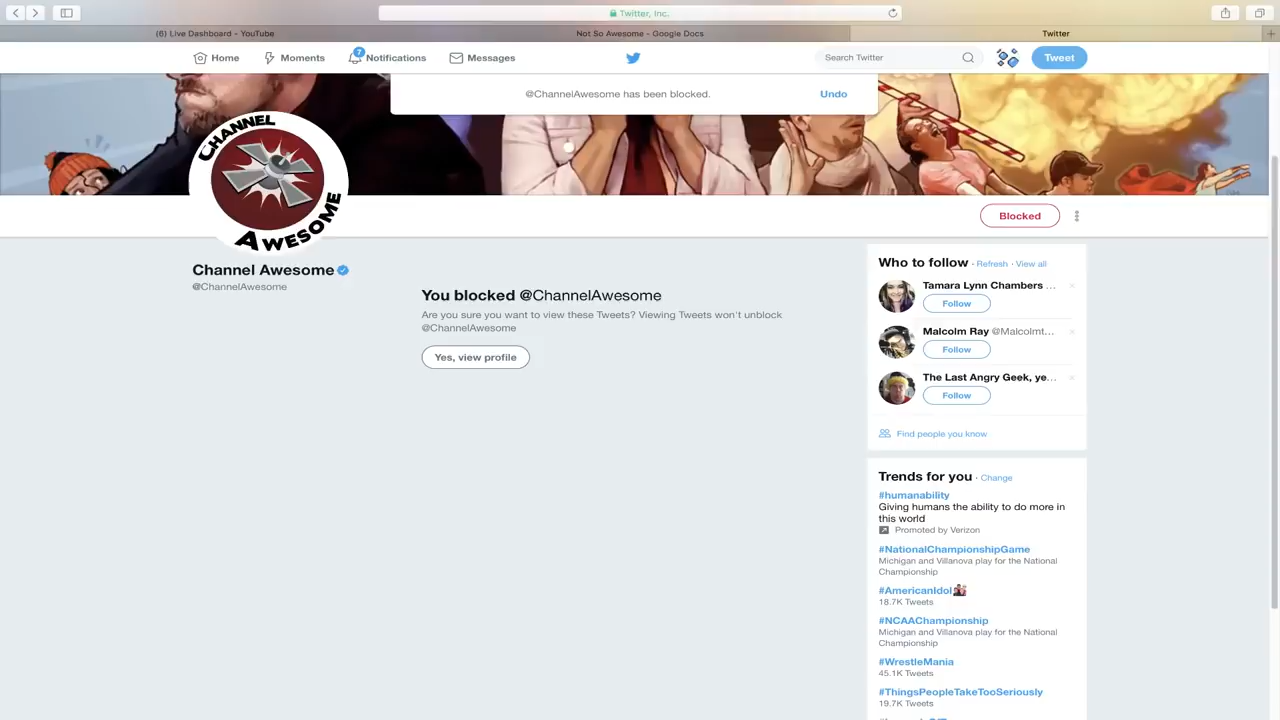 Twitter, Inc.
(6) Live Dashboard - YouTube
Not So Awesome - Google Docs
Twitter
Home
Moments
7
Notifications
Messages
Search Twitter
Tweet
@ChannelAwesome has been blocked.
Undo
CHANNEL
AWESOME
Blocked
Channel Awesome
@ChannelAwesome
You blocked @ChannelAwesome
Are you sure you want to view these Tweets? Viewing Tweets won't unblock
@ChannelAwesome
Yes, view profile
Who to follow · Refresh · View all
Tamara Lynn Chambers ...
Follow
Malcolm Ray @Malcolmt...
Follow
The Last Angry Geek, ye...
Follow
Find people you know
Trends for you · Change
#humanability
Giving humans the ability to do more in
this world
Promoted by Verizon
#NationalChampionshipGame
Michigan and Villanova play for the National
Championship
#AmericanIdol
18.7K Tweets
#NCAAChampionship
Michigan and Villanova play for the National
Championship
#WrestleMania
45.1K Tweets
#ThingsPeopleTakeTooSeriously
19.7K Tweets